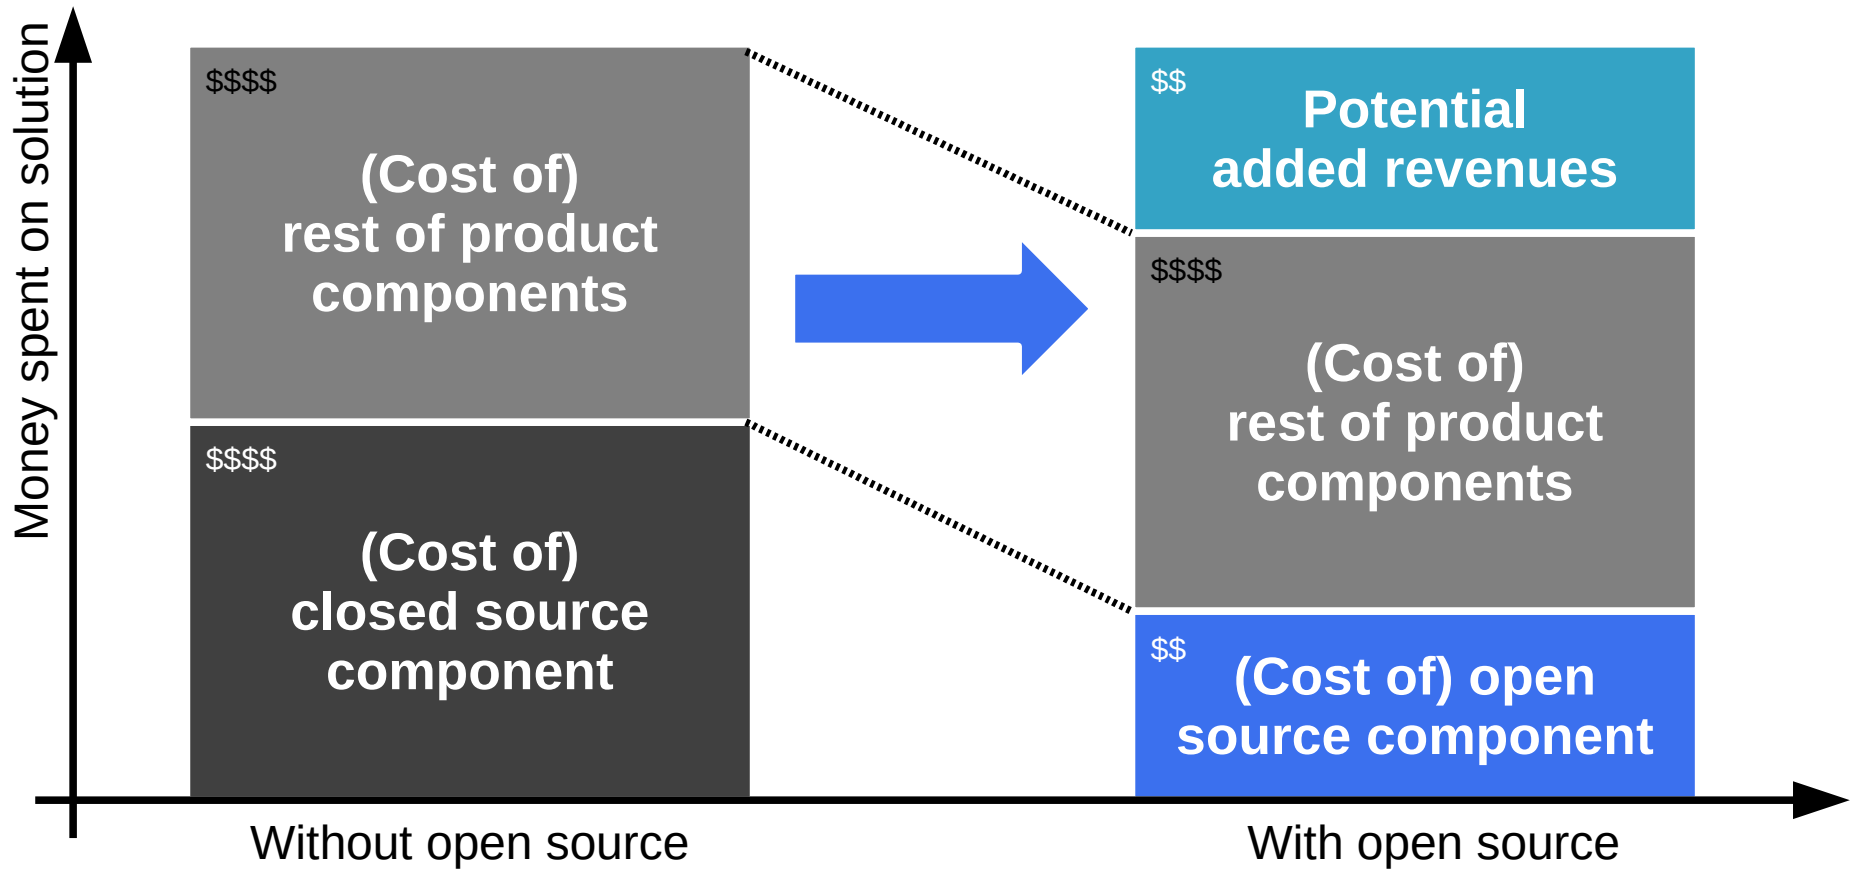 Money spent on solution
$$$$
(Cost of)
rest of product
components
$$$$
(Cost of)
closed source
component
Without open source
$$
Potential
added revenues
$$$$
(Cost of)
rest of product
components
$$
(Cost of) open
source component
With open source